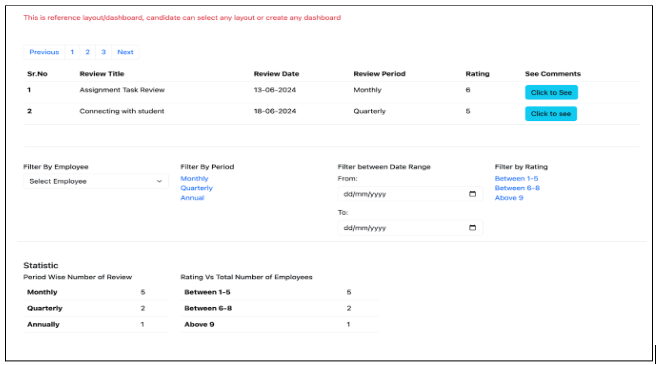 This is reference layout/dashboard, candidate can select any layout or create any dashboard
Previous 1 2 3 Next
Sr.No Review Title Review Date Review Period Rating See Comments
1 Assignment Task Review 13-06-2024 Monthly 6 Click to See
2 Connecting with student 18-06-2024 Quarterly 5 Click to see
Filter By Employee Filter By Period Filter between Date Range Filter by Rating
Select Employee Monthly From: Between 1-5
Quarterly dd/mm/yyyy Between 6-8
Annual Above 9
To:
dd/mm/yyyy
Statistic
Period Wise Number of Review Rating Vs Total Number of Employees
Monthly 5 Between 1-5 5
Quarterly 2 Between 6-8 2
Annually 1 Above 9 1